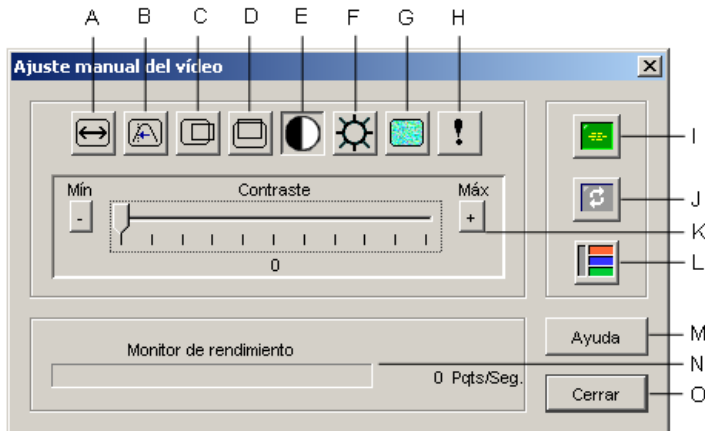 A B C D E F G H
Ajuste manual del vídeo
I
J
Mín Contraste Máx
- +
K
0
L
Ayuda M
Monitor de rendimiento
N
0 Pqts/Seg.
Cerrar O